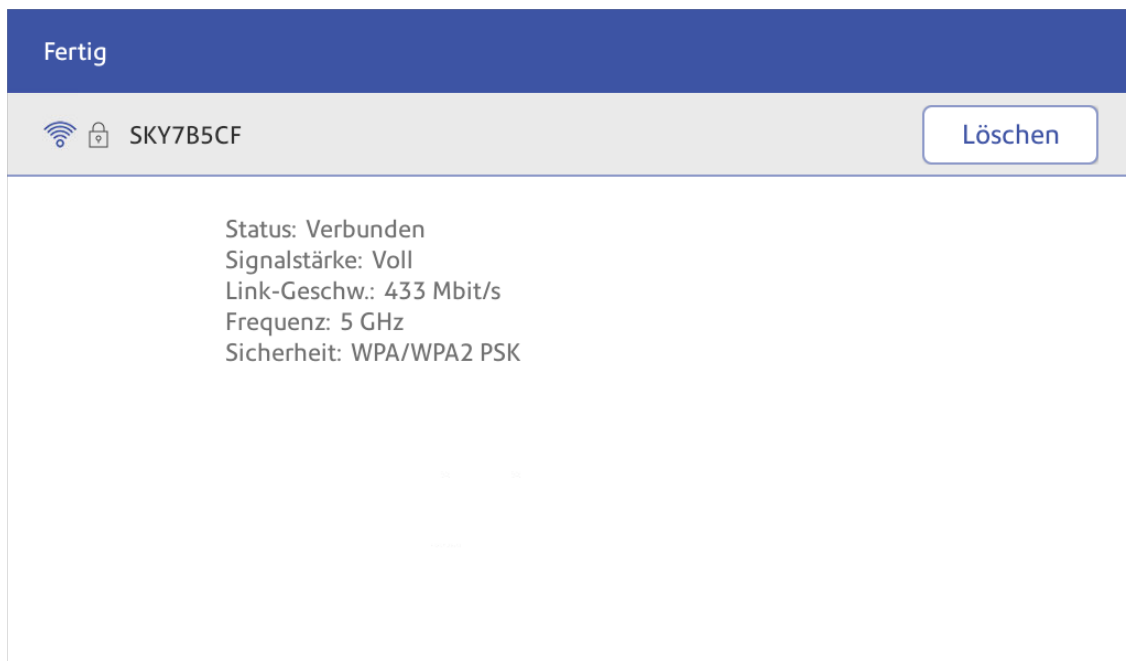 Fertig
SKY7B5CF
Löschen
Status: Verbunden
Signalstärke: Voll
Link-Geschw.: 433 Mbit/s
Frequenz: 5 GHz
Sicherheit: WPA/WPA2 PSK